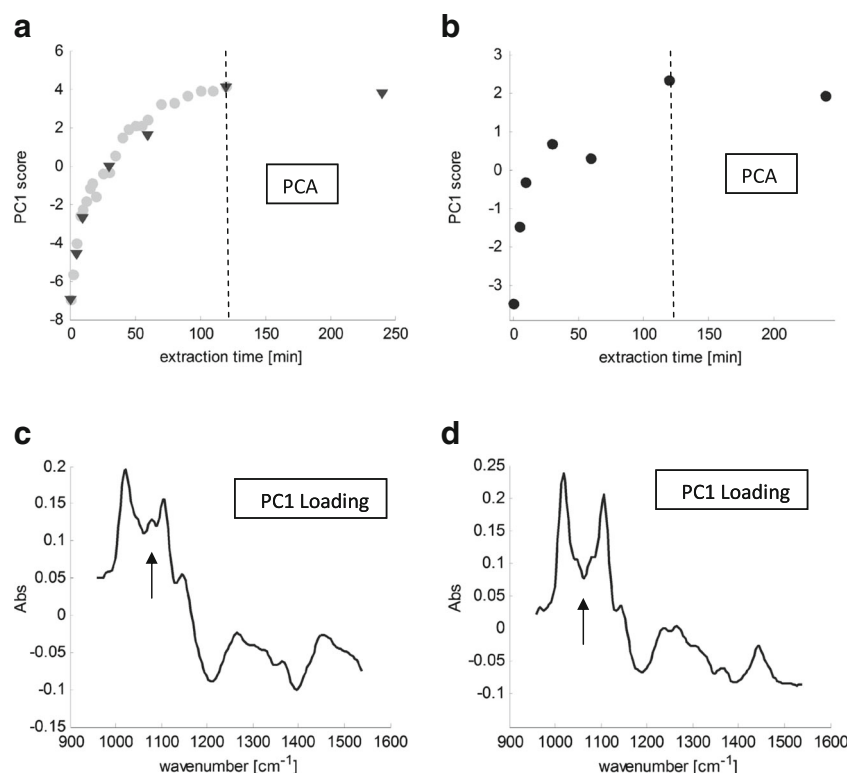 a
6
4
2
0
-2
-4
-6
-8
PC1 score
PCA
0 50 100 150 200 250
extraction time [min]
b
3
2
1
0
-1
-2
-3
PC1 score
PCA
0 50 100 150 200
extraction time [min]
c
0.2
0.15
0.1
0.05
0
-0.05
-0.1
-0.15
Abs
PC1 Loading
900 1000 1100 1200 1300 1400 1500 1600
wavenumber [cm⁻¹]
d
0.25
0.2
0.15
0.1
0.05
0
-0.05
-0.1
Abs
PC1 Loading
900 1000 1100 1200 1300 1400 1500 1600
wavenumber [cm⁻¹]